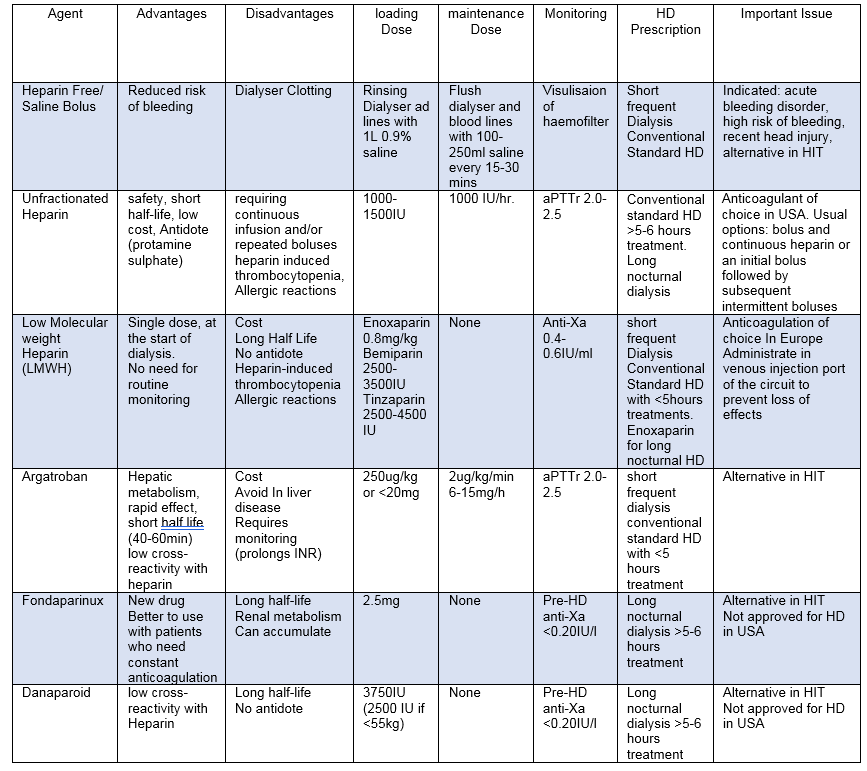 Agent Advantages Disadvantages loading Dose maintenance Dose Monitoring HD Prescription Important Issue
Heparin Free/
Saline Bolus
Reduced risk
of bleeding
Dialyser Clotting
Rinsing
Dialyser ad
lines with
1L 0.9%
saline
Flush
dialyser and
blood lines
with 100-
250ml saline
every 15-30
mins
Visulisaion
of
haemofilter
Short
frequent
Dialysis
Conventional
Standard HD
Indicated: acute
bleeding disorder,
high risk of bleeding,
recent head injury,
alternative in HIT
Unfractionated
Heparin
safety, short
half-life, low
cost, Antidote
(protamine
sulphate)
requiring
continuous
infusion and/or
repeated boluses
heparin induced
thrombocytopenia,
Allergic reactions
1000-
1500IU
1000 IU/hr.
aPTTr 2.0-
2.5
Conventional
standard HD
>5-6 hours
treatment.
Long
nocturnal
dialysis
Anticoagulant of
choice in USA. Usual
options: bolus and
continuous heparin or
an initial bolus
followed by
subsequent
intermittent boluses
Low Molecular
weight
Heparin
(LMWH)
Single dose, at
the start of
dialysis.
No need for
routine
monitoring
Cost
Long Half Life
No antidote
Heparin-induced
thrombocytopenia
Allergic reactions
Enoxaparin
0.8mg/kg
Bemiparin
2500-
3500IU
Tinzaparin
2500-4500
IU
None
Anti-Xa
0.4-
0.6IU/ml
short
frequent
Dialysis
Conventional
Standard HD
with <5hours
treatments.
Enoxaparin
for long
nocturnal HD
Anticoagulation of
choice In Europe
Administrate in
venous injection port
of the circuit to
prevent loss of
effects
Argatroban
Hepatic
metabolism,
rapid effect,
short half life
(40-60min)
low cross-
reactivity with
heparin
Cost
Avoid In liver
disease
Requires
monitoring
(prolongs INR)
250ug/kg
or <20mg
2ug/kg/min
6-15mg/h
aPTTr 2.0-
2.5
short
frequent
dialysis
conventional
standard HD
with <5
hours
treatment
Alternative in HIT
Fondaparinux
New drug
Better to use
with patients
who need
constant
anticoagulation
Long half-life
Renal metabolism
Can accumulate
2.5mg
None
Pre-HD
anti-Xa
<0.20IU/l
Long
nocturnal
dialysis >5-6
hours
treatment
Alternative in HIT
Not approved for HD
in USA
Danaparoid
low cross-
reactivity with
Heparin
Long half-life
No antidote
3750IU
(2500 IU if
<55kg)
None
Pre-HD
anti-Xa
<0.20IU/l
Long
nocturnal
dialysis >5-6
hours
treatment
Alternative in HIT
Not approved for HD
in USA